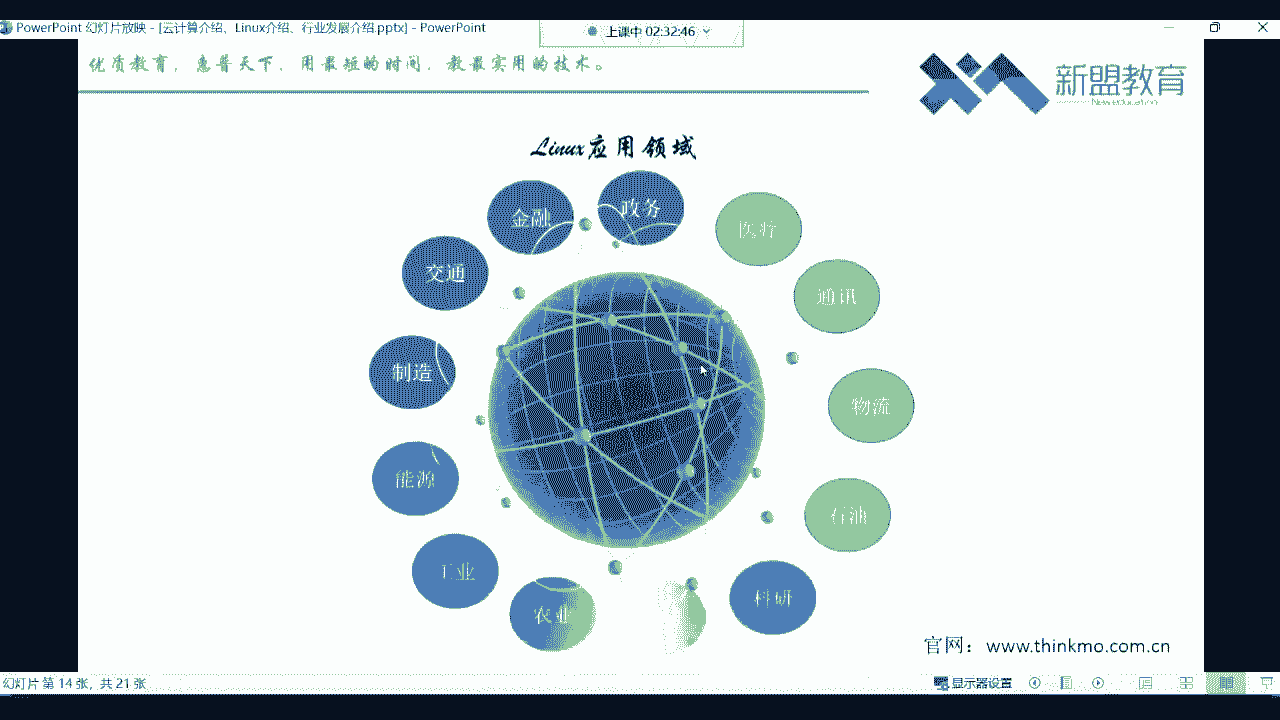 PowerPoint 幻灯片放映 - [云计算介绍、Linux介绍、行业发展介绍.pptx] - PowerPoint
上课中 02:32:46
优质教育，惠普天下，用最短的时间，教最实用的技术。
新盟教育
New education
Linux应用领域
金融
政务
医疗
交通
通讯
制造
物流
能源
石油
工业
科研
农业
官网：www.thinkmo.com.cn
幻灯片 第 14 张，共 21 张
显示器设置